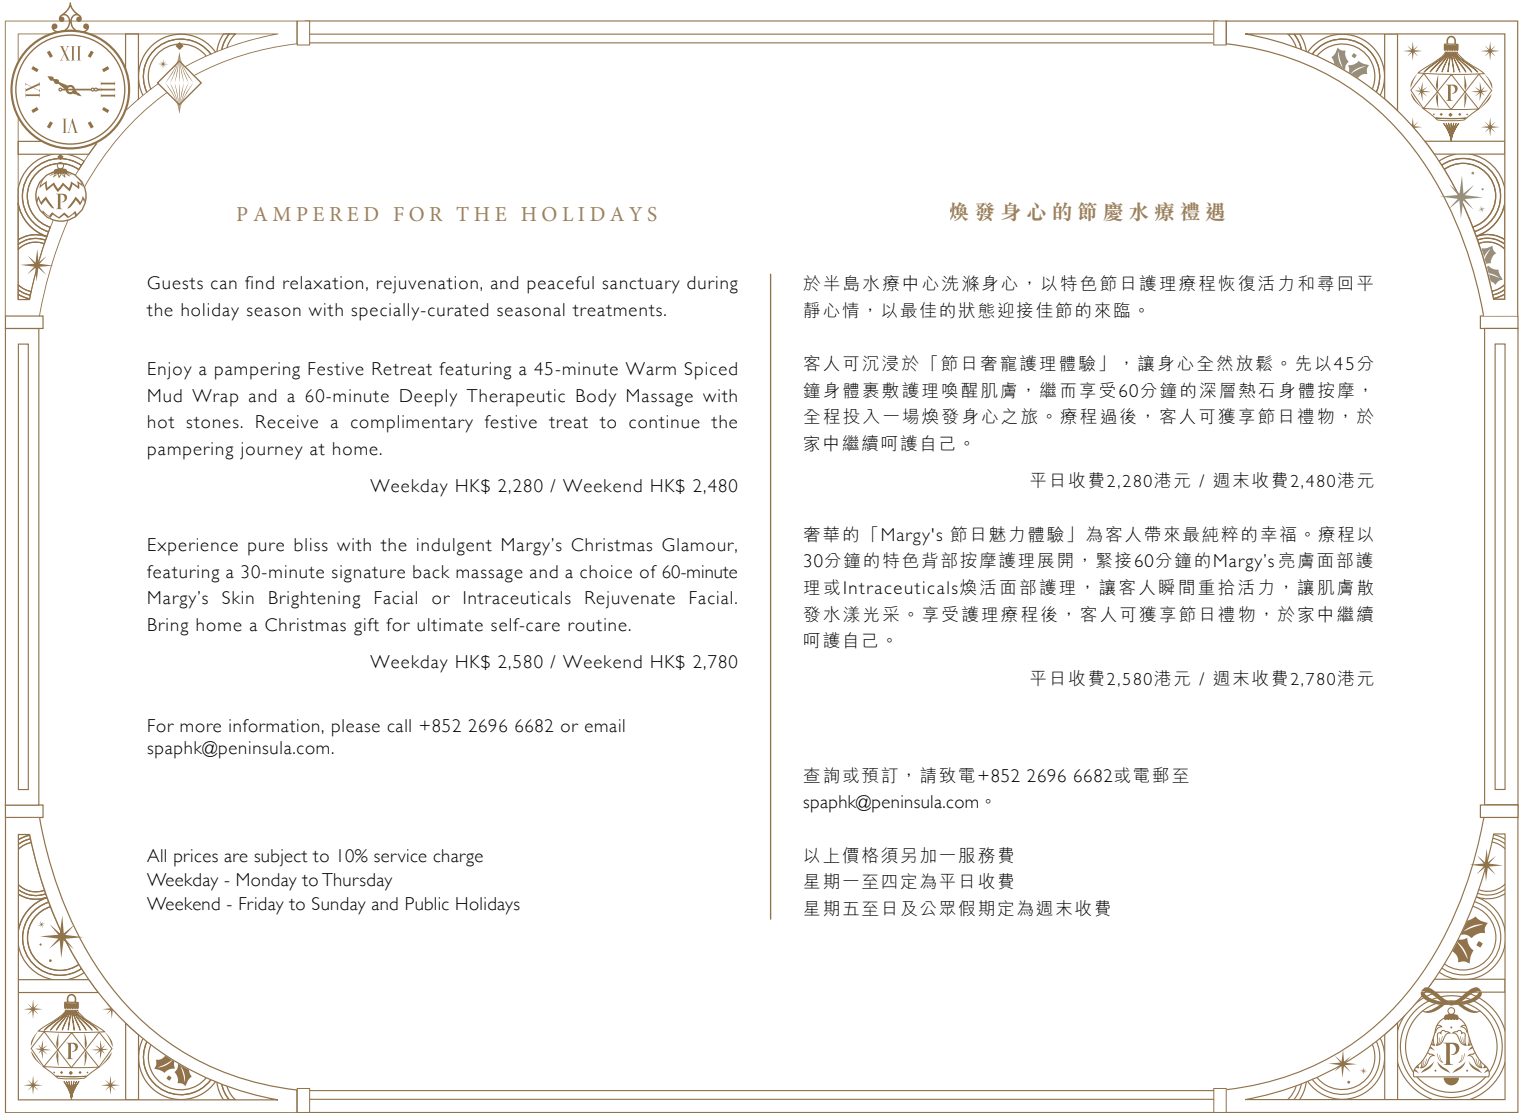 XII
III
VI
IX
P
P
PAMPERED FOR THE HOLIDAYS
Guests can find relaxation, rejuvenation, and peaceful sanctuary during
the holiday season with specially-curated seasonal treatments.
Enjoy a pampering Festive Retreat featuring a 45-minute Warm Spiced
Mud Wrap and a 60-minute Deeply Therapeutic Body Massage with
hot stones. Receive a complimentary festive treat to continue the
pampering journey at home.
Weekday HK$ 2,280 / Weekend HK$ 2,480
Experience pure bliss with the indulgent Margy’s Christmas Glamour,
featuring a 30-minute signature back massage and a choice of 60-minute
Margy’s Skin Brightening Facial or Intraceuticals Rejuvenate Facial.
Bring home a Christmas gift for ultimate self-care routine.
Weekday HK$ 2,580 / Weekend HK$ 2,780
For more information, please call +852 2696 6682 or email
spaphk@peninsula.com.
All prices are subject to 10% service charge
Weekday - Monday to Thursday
Weekend - Friday to Sunday and Public Holidays
煥發身心的節慶水療禮遇
於半島水療中心洗滌身心，以特色節日護理療程恢復活力和尋回平
靜心情，以最佳的狀態迎接佳節的來臨。
客人可沉浸於「節日奢寵護理體驗」，讓身心全然放鬆。先以45分
鐘身體裹敷護理喚醒肌膚，繼而享受60分鐘的深層熱石身體按摩，
全程投入一場煥發身心之旅。療程過後，客人可獲享節日禮物，於
家中繼續呵護自己。
平日收費2,280港元 / 週末收費2,480港元
奢華的「Margy's 節日魅力體驗」為客人帶來最純粹的幸福。療程以
30分鐘的特色背部按摩護理展開，緊接60分鐘的Margy’s亮膚面部護
理或Intraceuticals煥活面部護理，讓客人瞬間重拾活力，讓肌膚散
發水漾光采。享受護理療程後，客人可獲享節日禮物，於家中繼續
呵護自己。
平日收費2,580港元 / 週末收費2,780港元
查詢或預訂，請致電+852 2696 6682或電郵至
spaphk@peninsula.com。
以上價格須另加一服務費
星期一至四定為平日收費
星期五至日及公眾假期定為週末收費
P
P